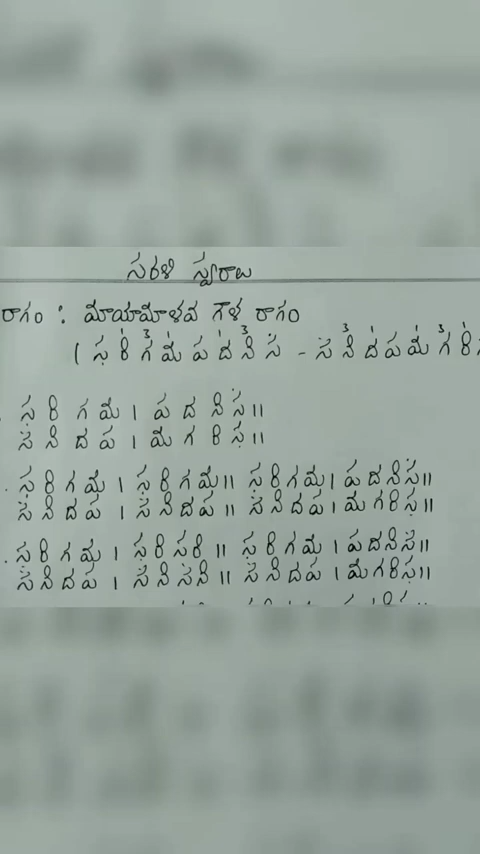 సరళి స్వరాలు
రాగం : మాయామాళవ గౌళ రాగం
( స రి గ మ ప ద ని స - స ని ద ప మ గ రి
స రి గ మ । ప ద ని స ॥
స ని ద ప । మ గ రి స ॥
స రి గ మ । స రి గ మ ॥ స రి గ మ । ప ద ని స ॥
స ని ద ప । స ని ద ప ॥ స ని ద ప । మ గ రి స ॥
స రి గ మ । స రి స రి ॥ స రి గ మ । ప ద ని స ॥
స ని ద ప । స ని స ని ॥ స ని ద ప । మ గ రి స ॥